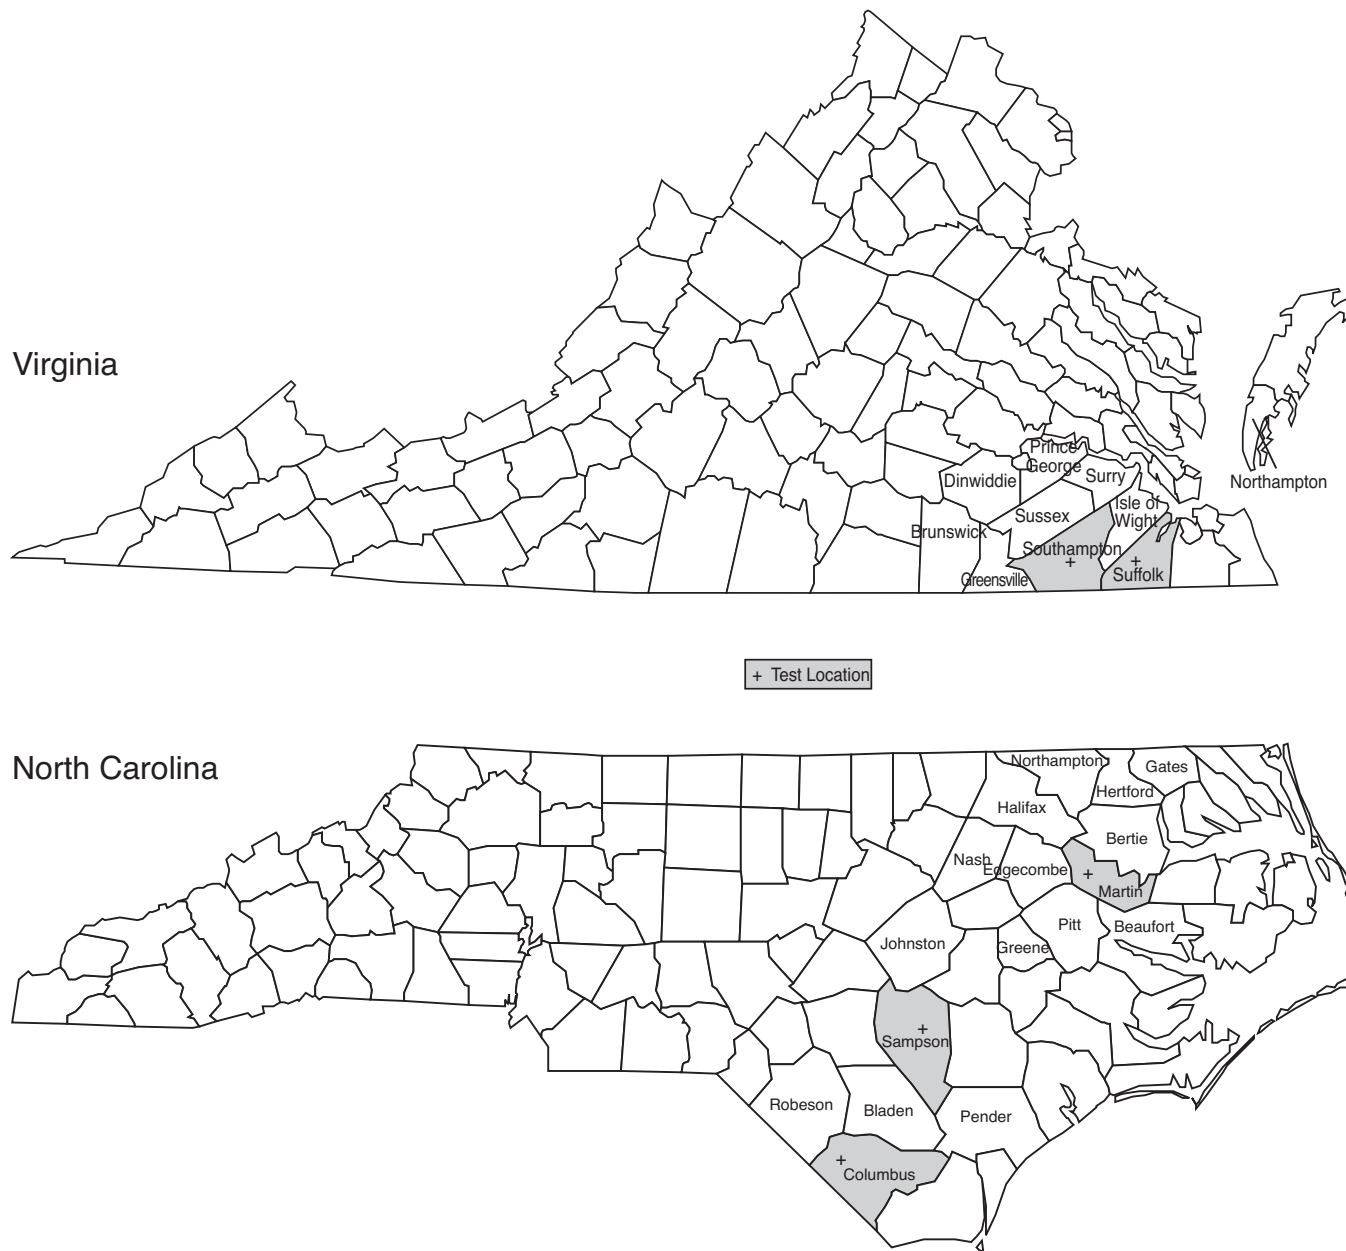 Virginia
Prince
George
Surry
Dinwiddie
Northampton
Isle of
Wight
Sussex
Brunswick
Southampton
Suffolk
Greensville
+ Test Location
North Carolina
Northampton
Gates
Hertford
Halifax
Bertie
Nash
Edgecombe
Martin
Pitt
Beaufort
Johnston
Greene
Sampson
Robeson
Bladen
Pender
Columbus